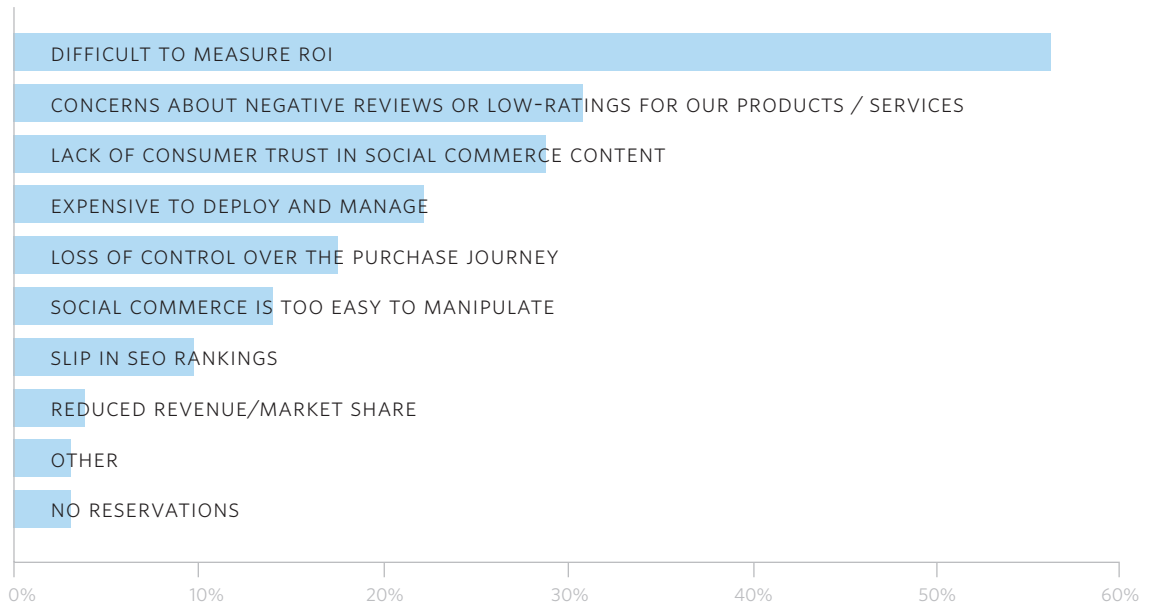 DIFFICULT TO MEASURE ROI
CONCERNS ABOUT NEGATIVE REVIEWS OR LOW-RATINGS FOR OUR PRODUCTS / SERVICES
LACK OF CONSUMER TRUST IN SOCIAL COMMERCE CONTENT
EXPENSIVE TO DEPLOY AND MANAGE
LOSS OF CONTROL OVER THE PURCHASE JOURNEY
SOCIAL COMMERCE IS TOO EASY TO MANIPULATE
SLIP IN SEO RANKINGS
REDUCED REVENUE/MARKET SHARE
OTHER
NO RESERVATIONS
0% 10% 20% 30% 40% 50% 60%